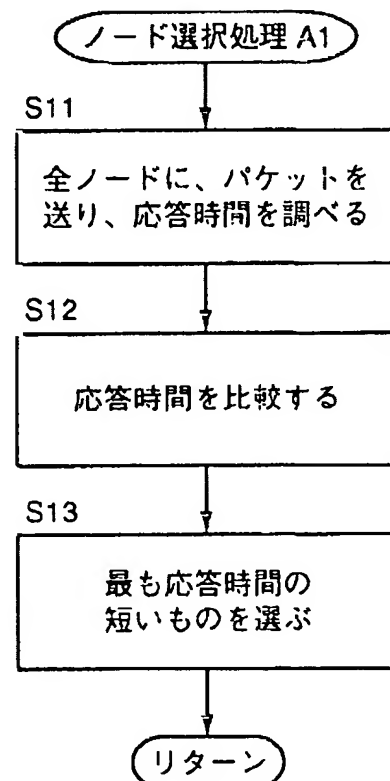 ノード選択処理 A1
S11
全ノードに、パケットを
送り、応答時間を調べる
S12
応答時間を比較する
S13
最も応答時間の
短いものを選ぶ
リターン